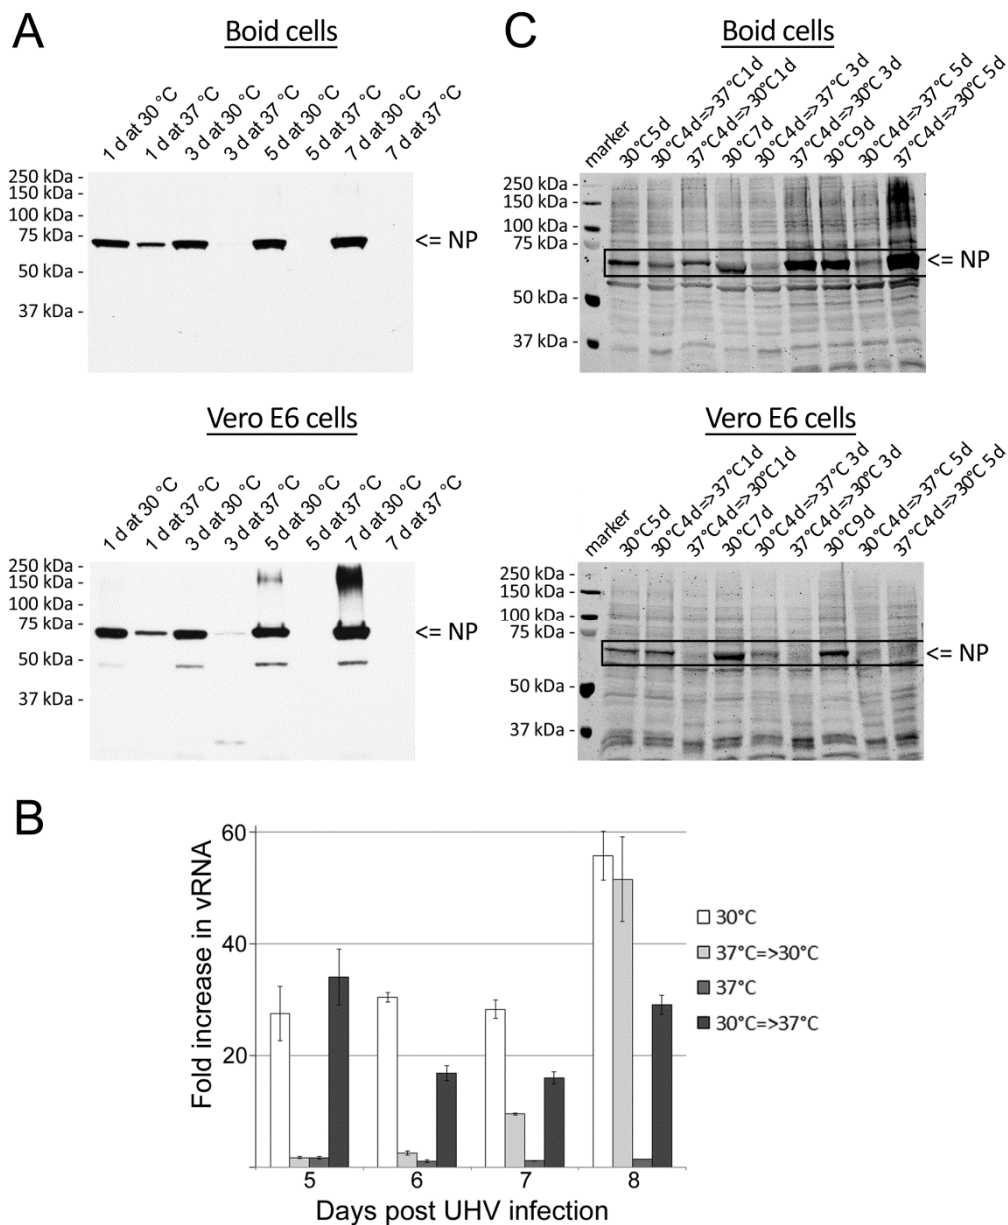 A
Boid cells
1 d at 30 °C
1 d at 37 °C
3 d at 30 °C
3 d at 37 °C
5 d at 30 °C
5 d at 37 °C
7 d at 30 °C
7 d at 37 °C
250 kDa -
150 kDa -
100 kDa -
75 kDa -
50 kDa -
37 kDa -
<= NP
Vero E6 cells
1 d at 30 °C
1 d at 37 °C
3 d at 30 °C
3 d at 37 °C
5 d at 30 °C
5 d at 37 °C
7 d at 30 °C
7 d at 37 °C
250 kDa -
150 kDa -
100 kDa -
75 kDa -
50 kDa -
37 kDa -
<= NP
C
Boid cells
marker
30°C5d
30°C4d=>37°C1d
37°C4d=>30°C1d
30°C7d
30°C4d=>37°C 3d
37°C4d=>30°C 3d
30°C9d
30°C4d=>37°C 5d
37°C4d=>30°C 5d
250 kDa -
150 kDa -
100 kDa -
75 kDa -
50 kDa -
37 kDa -
<= NP
Vero E6 cells
marker
30°C5d
30°C4d=>37°C1d
37°C4d=>30°C1d
30°C7d
30°C4d=>37°C 3d
37°C4d=>30°C 3d
30°C9d
30°C4d=>37°C 5d
37°C4d=>30°C 5d
250 kDa -
150 kDa -
100 kDa -
75 kDa -
50 kDa -
37 kDa -
<= NP
B
Fold increase in vRNA
60
40
20
5
6
7
8
Days post UHV infection
30°C
37°C=>30°C
37°C
30°C=>37°C